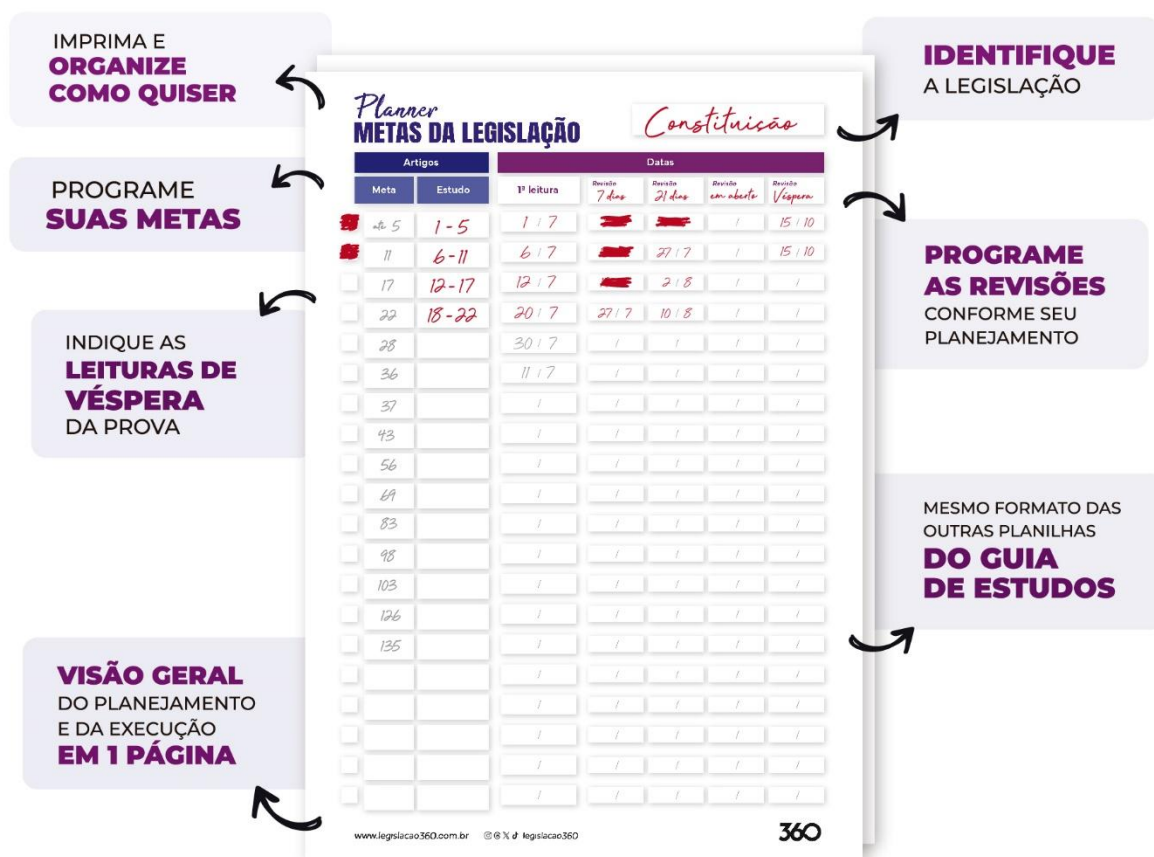 IMPRIMA E
ORGANIZE
COMO QUISER
PROGRAME
SUAS METAS
INDIQUE AS
LEITURAS DE
VÉSPERA
DA PROVA
VISÃO GERAL
DO PLANEJAMENTO
E DA EXECUÇÃO
EM 1 PÁGINA
Planner
METAS DA LEGISLAÇÃO
Constituição
Artigos Datas
Meta Estudo 1ª leitura Revisão 7 dias Revisão 21 dias Revisão em aberto Revisão Véspera
até 5 1 - 5 1 / 7 / 15 / 10
11 6 - 11 6 / 7 27 / 7 / 15 / 10
17 12 - 17 12 / 7 2 / 8 / /
22 18 - 22 20 / 7 27 / 7 10 / 8 / /
28 30 / 7 / / / /
36 11 / 7 / / / /
37 / / / / /
43 / / / / /
56 / / / / /
69 / / / / /
83 / / / / /
98 / / / / /
103 / / / / /
126 / / / / /
135 / / / / /
/ / / / /
/ / / / /
/ / / / /
/ / / / /
/ / / / /
www.legislacao360.com.br legislacao360
360
IDENTIFIQUE
A LEGISLAÇÃO
PROGRAME
AS REVISÕES
CONFORME SEU
PLANEJAMENTO
MESMO FORMATO DAS
OUTRAS PLANILHAS
DO GUIA
DE ESTUDOS